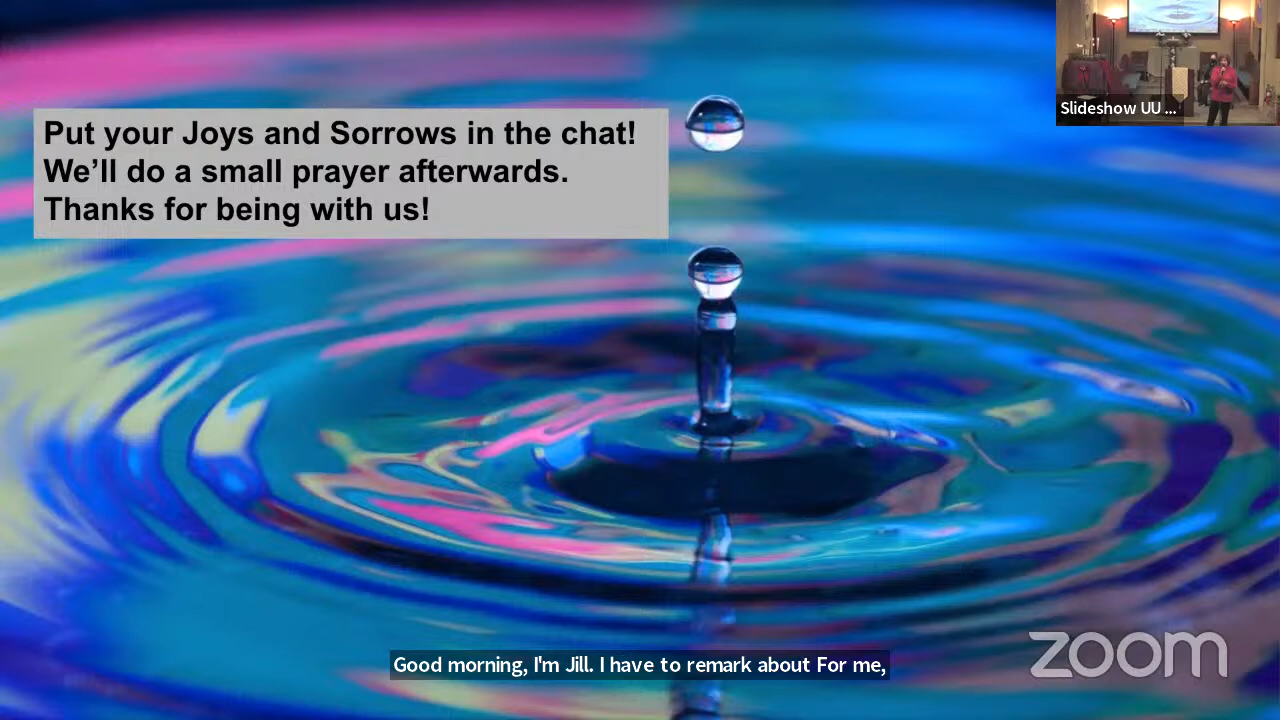 Put your Joys and Sorrows in the chat!
We’ll do a small prayer afterwards.
Thanks for being with us!
Slideshow UU ...
Good morning, I'm Jill. I have to remark about For me,
zoom